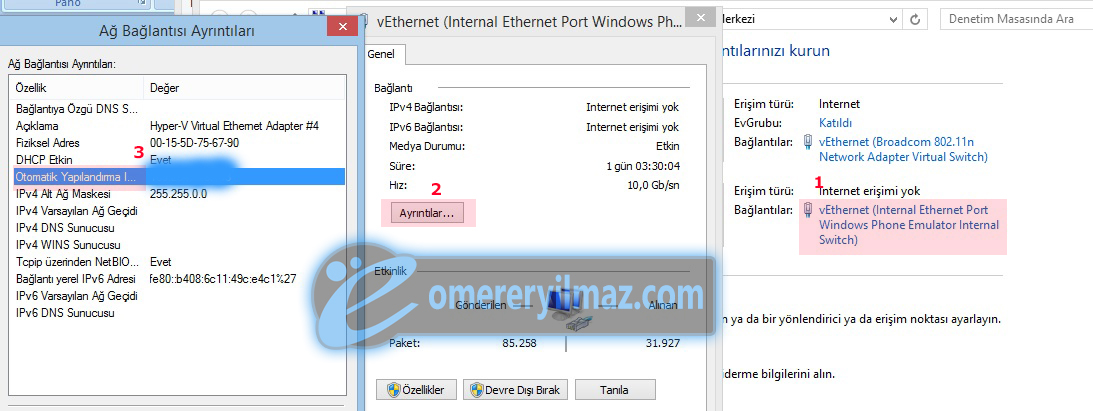 Pano
Ağ Bağlantısı Ayrıntıları
Ağ Bağlantısı Ayrıntıları:
Özellik Değer
Bağlantıya Özgü DNS S...
Açıklama Hyper-V Virtual Ethernet Adapter #4
Fiziksel Adres 00-15-5D-75-67-90
3
DHCP Etkin Evet
Otomatik Yapılandırma I...
IPv4 Alt Ağ Maskesi 255.255.0.0
IPv4 Varsayılan Ağ Geçidi
IPv4 DNS Sunucusu
IPv4 WINS Sunucusu
Tcpip üzerinden NetBIO... Evet
Bağlantı yerel IPv6 Adresi fe80::b408:6c11:49c:e4c1%27
IPv6 Varsayılan Ağ Geçidi
IPv6 DNS Sunucusu
vEthernet (Internal Ethernet Port Windows Pho...
Genel
Bağlantı
IPv4 Bağlantısı: Internet erişimi yok
IPv6 Bağlantısı: Internet erişimi yok
Medya Durumu: Etkin
Süre: 1 gün 03:30:04
Hız: 10,0 Gb/sn
2
Ayrıntılar...
Etkinlik
omereryilmaz.com
Gönderilen Alınan
Paket: 85.258 31.927
Özellikler Devre Dışı Bırak Tanıla
Merkezi
Denetim Masasında Ara
ntılarınızı kurun
Erişim türü: Internet
EvGrubu: Katıldı
Bağlantılar: vEthernet (Broadcom 802.11n
Network Adapter Virtual Switch)
1
Erişim türü: Internet erişimi yok
Bağlantılar: vEthernet (Internal Ethernet Port
Windows Phone Emulator Internal
Switch)
n ya da bir yönlendirici ya da erişim noktası ayarlayın.
iderme bilgilerini alın.